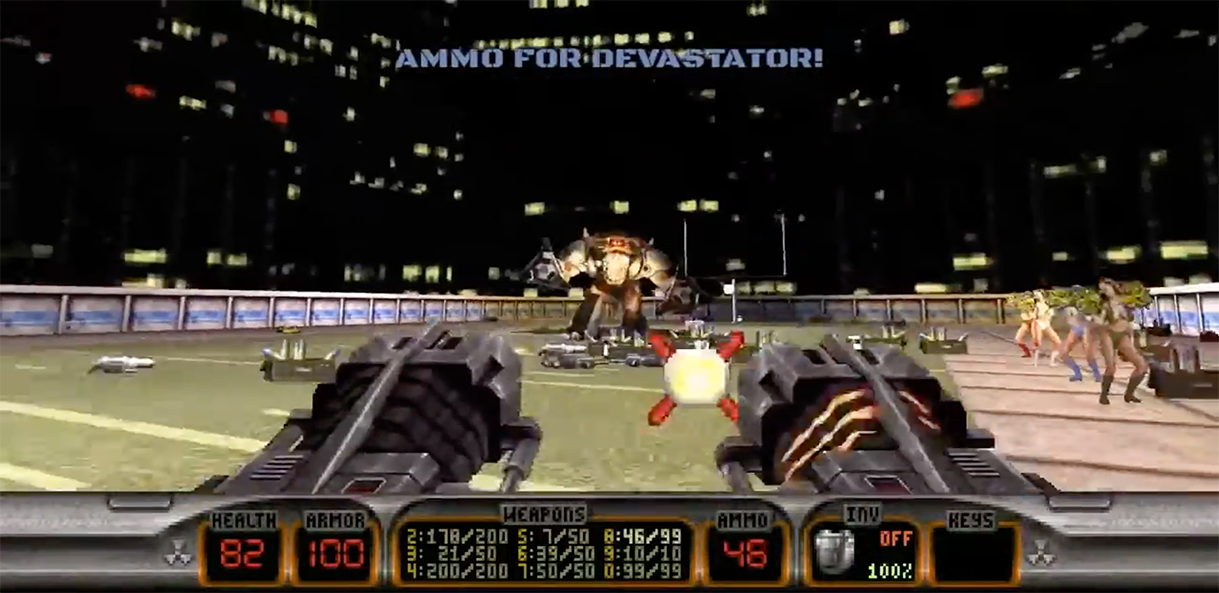 AMMO FOR DEVASTATOR!
HEALTH ARMOR WEAPONS AMMO INV KEYS
82 100 2:170/200 5: 7/50 8:46/99 46 OFF
3: 21/50 6:39/50 9:10/10
4:200/200 7:50/50 0:99/99 100%